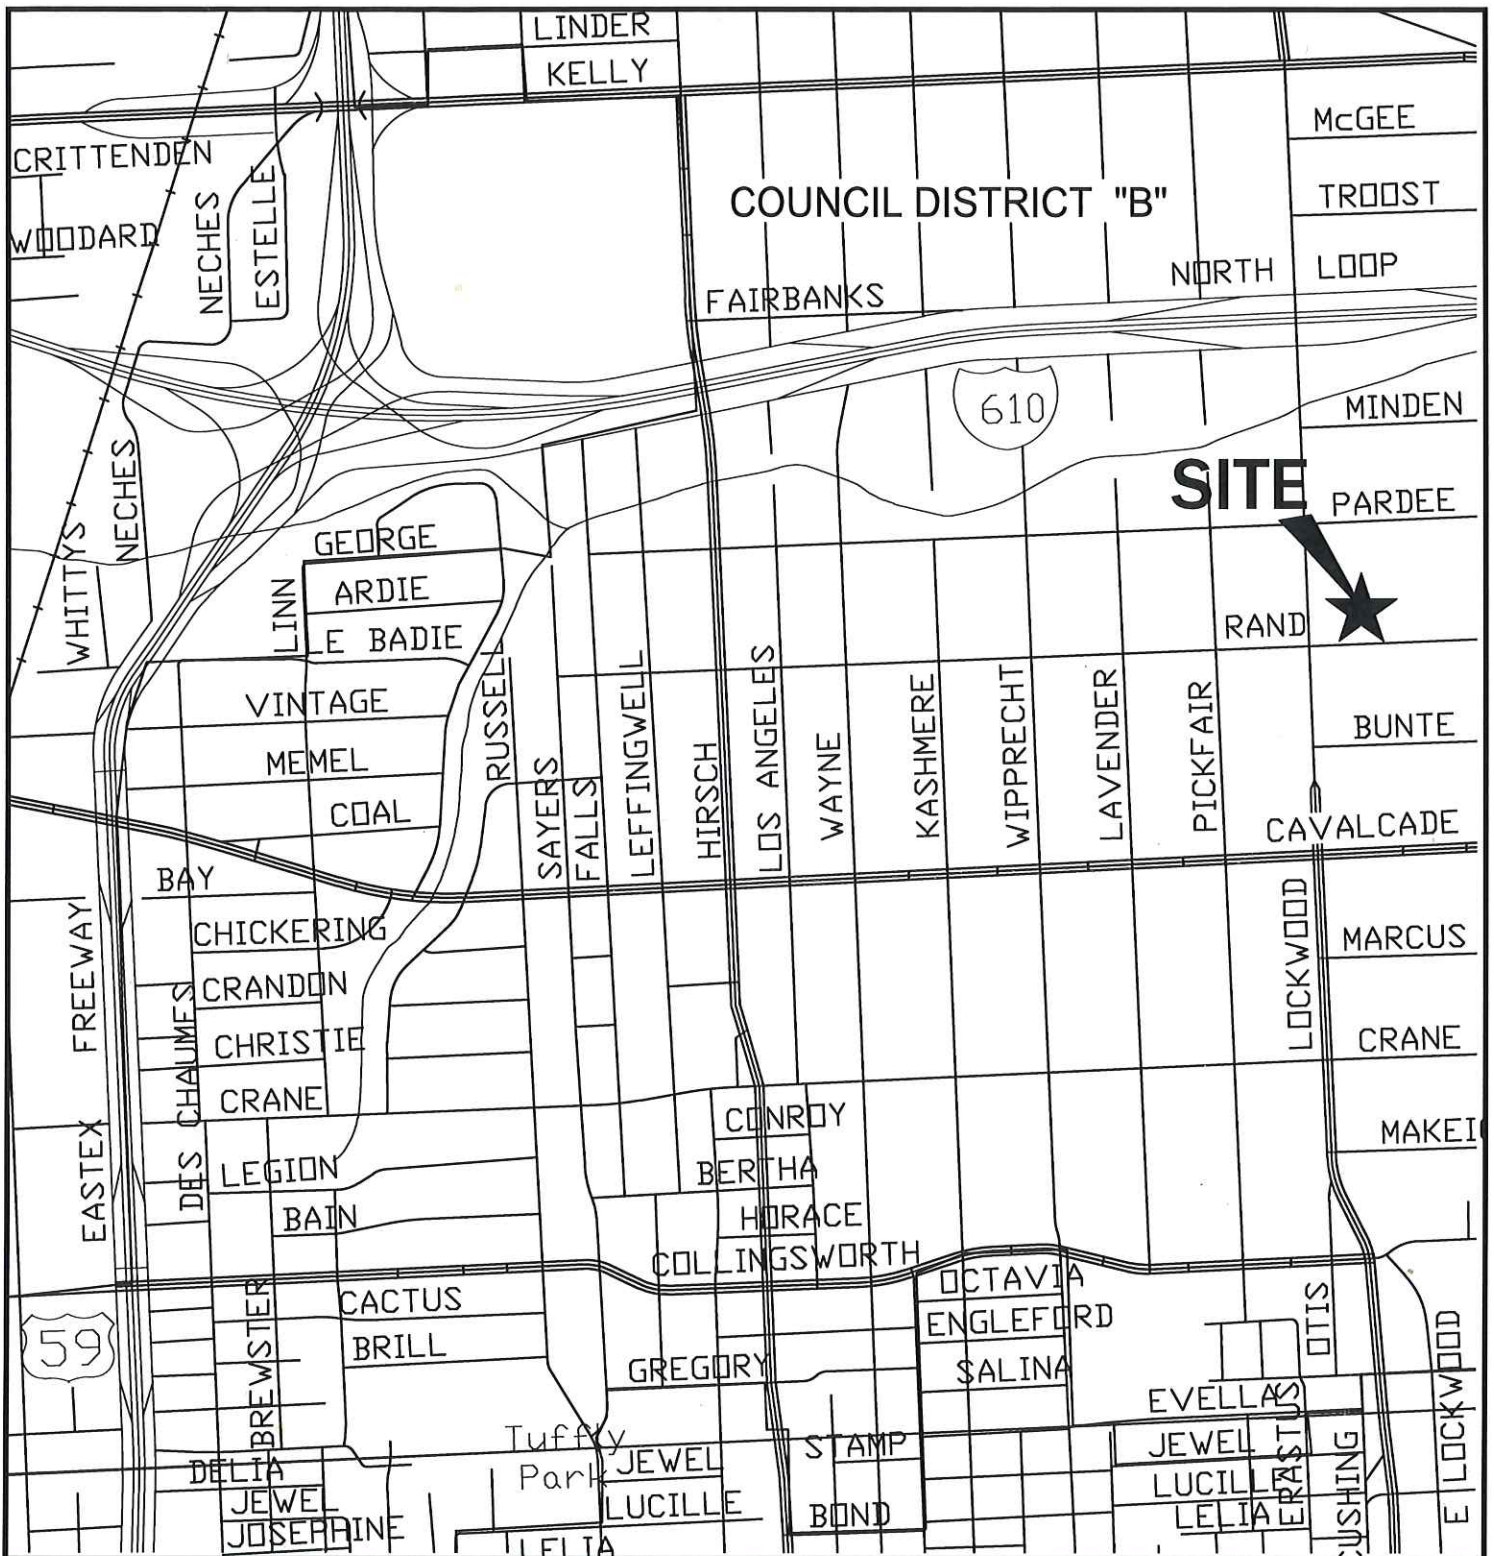 LINDER
KELLY
McGEE
CRITTENDEN
TROOST
COUNCIL DISTRICT "B"
WOODARD
NECHES
ESTELLE
NORTH LOOP
FAIRBANKS
610
MINDEN
SITE
PARDEE
NECHES
WHITTYS
GEORGE
ARDIE
LINN
LE BADIE
RAND
VINTAGE
RUSSELL
MEMEL
COAL
SAYERS
FALLS
LEFFINGWELL
HIRSCH
LOS ANGELES
WAYNE
KASHMERE
WIPPRECHT
LAVENDER
PICKFAIR
BUNTE
CAVALCADE
BAY
CHICKERING
CRANDON
CHRISTIE
CRANE
LOCKWOOD
MARCUS
CRANE
EASTEX FREEWAY
DES CHAUMES
CONROY
MAKEI
LEGION
BERTHA
BAIN
HORACE
COLLINGSWORTH
OCTAVIA
CACTUS
ENGLEFORD
59
BREWSTER
BRILL
GREGORY
SALINA
OTIS
EVELLA
E LOCKWOOD
Tuffly
Park
JEWEL
STAMP
JEWEL
ERASTUS
CUSHING
DELIA
JEWEL
LUCILLE
BOND
LUCILLE
LELIA
JOSEPHINE
LELIA